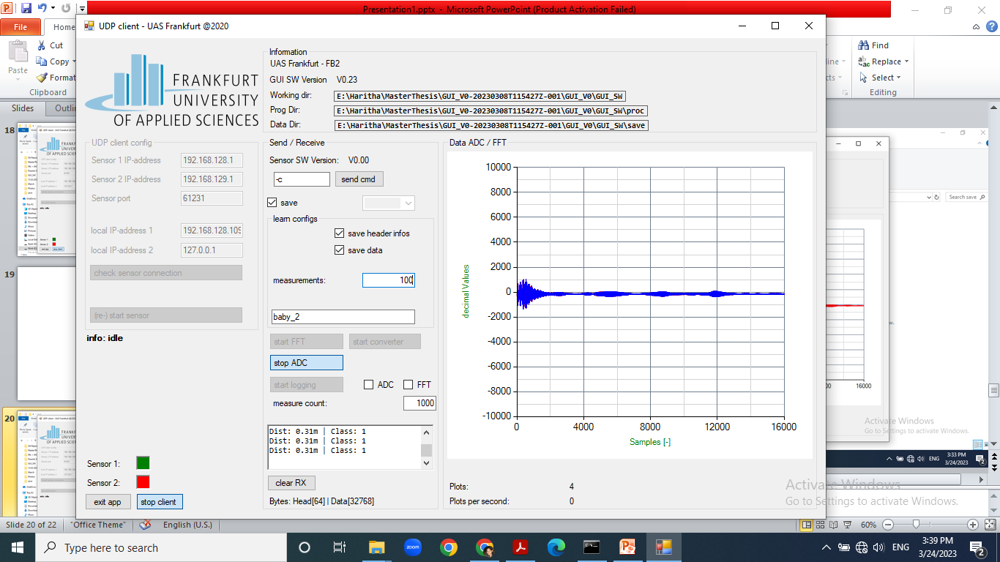 Presentation1.pptx - Microsoft PowerPoint (Product Activation Failed)
File
Home
UDP client - UAS Frankfurt @2020
Paste
Cut
Copy
Format
Clipboard
Find
Replace
Select
Editing
Slides
Outlin
18
19
20
FRANKFURT
UNIVERSITY
OF APPLIED SCIENCES
Information
UAS Frankfurt - FB2
GUI SW Version V0.23
Working dir: E:\Haritha\MasterThesis\GUI_V0-20230308T115427Z-001\GUI_V0\GUI_SW
Prog Dir: E:\Haritha\MasterThesis\GUI_V0-20230308T115427Z-001\GUI_V0\GUI_SW\proc
Data Dir: E:\Haritha\MasterThesis\GUI_V0-20230308T115427Z-001\GUI_V0\GUI_SW\save
UDP client config
Sensor 1 IP-address 192.168.128.1
Sensor 2 IP-address 192.168.129.1
Sensor port 61231
local IP-address 1 192.168.128.109
local IP-address 2 127.0.0.1
check sensor connection
(re-) start sensor
info: idle
Sensor 1:
Sensor 2:
exit app stop client
Send / Receive
Sensor SW Version: V0.00
-c send cmd
save
learn configs
save header infos
save data
measurements: 100
baby_2
start FFT start converter
stop ADC
start logging ADC FFT
measure count: 1000
Dist: 0.31m | Class: 1
Dist: 0.31m | Class: 1
Dist: 0.31m | Class: 1
clear RX
Bytes: Head[64] | Data[32768]
Data ADC / FFT
decimal Values
10000
8000
6000
4000
2000
0
-2000
-4000
-6000
-8000
-10000
0 4000 8000 12000 16000
Samples [-]
Plots: 4
Plots per second: 0
Search save
16000
Activate Windows
Go to Settings to activate Windows.
ENG
3:33 PM
3/24/2023
2
Activate Windows
Go to Settings to activate Windows.
Slide 20 of 22 "Office Theme" English (U.S.) 60%
Type here to search
zoom
ENG
3:39 PM
3/24/2023
2